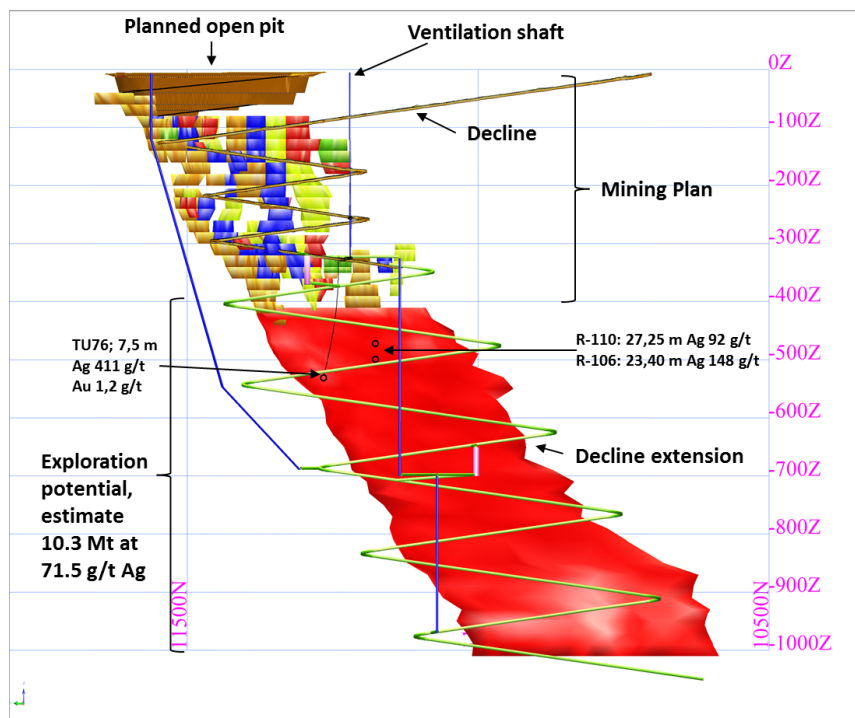 Planned open pit
Ventilation shaft
0Z
Decline
-100Z
Mining Plan
-200Z
-300Z
-400Z
TU76; 7,5 m
Ag 411 g/t
Au 1,2 g/t
R-110: 27,25 m Ag 92 g/t
R-106: 23,40 m Ag 148 g/t
-500Z
-600Z
Decline extension
Exploration
potential,
estimate
10.3 Mt at
71.5 g/t Ag
-700Z
-800Z
-900Z
11500N
10500N
-1000Z